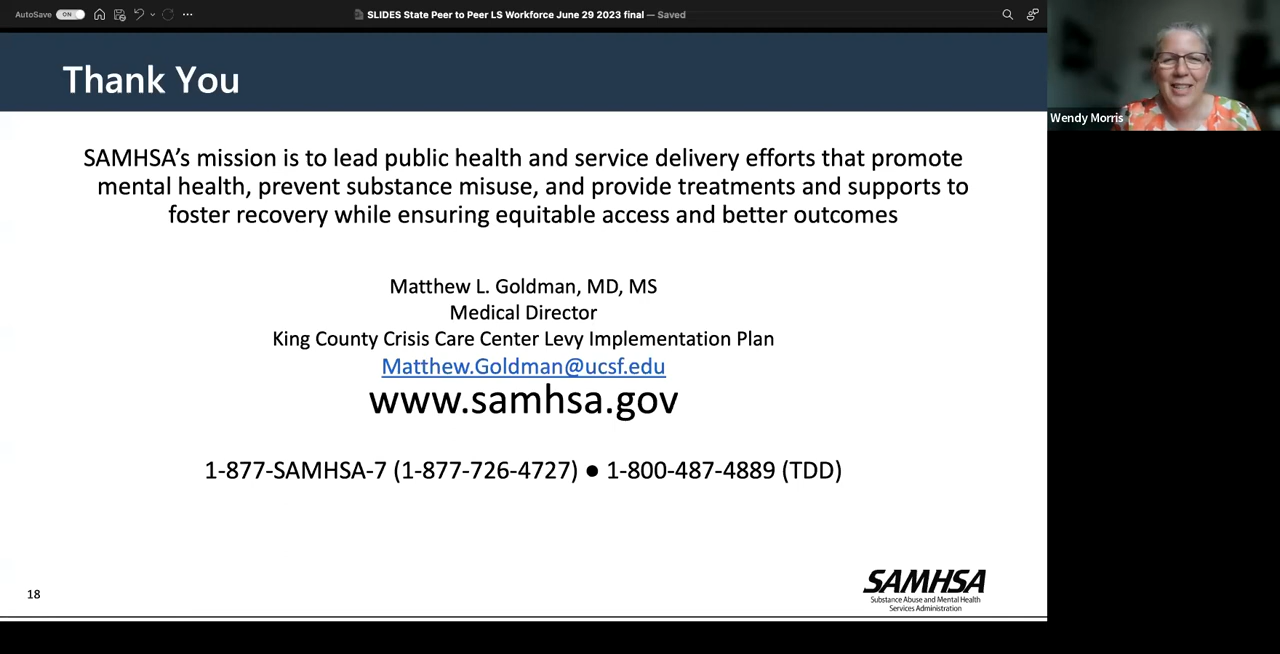 AutoSave ON
SLIDES State Peer to Peer LS Workforce June 29 2023 final — Saved
Thank You
Wendy Morris
SAMHSA’s mission is to lead public health and service delivery efforts that promote
mental health, prevent substance misuse, and provide treatments and supports to
foster recovery while ensuring equitable access and better outcomes
Matthew L. Goldman, MD, MS
Medical Director
King County Crisis Care Center Levy Implementation Plan
Matthew.Goldman@ucsf.edu
www.samhsa.gov
1-877-SAMHSA-7 (1-877-726-4727) ● 1-800-487-4889 (TDD)
18
SAMHSA
Substance Abuse and Mental Health
Services Administration